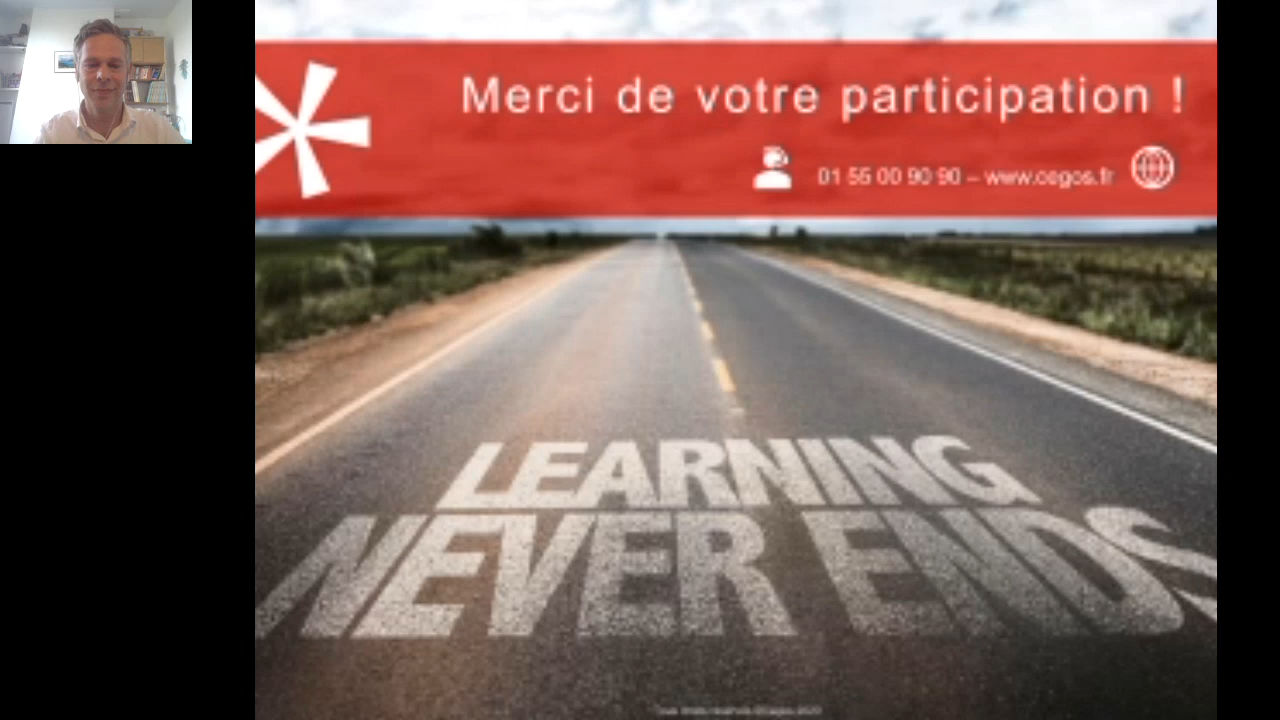 Merci de votre participation !
01 55 00 90 90 – www.cegos.fr
LEARNING
NEVER ENDS